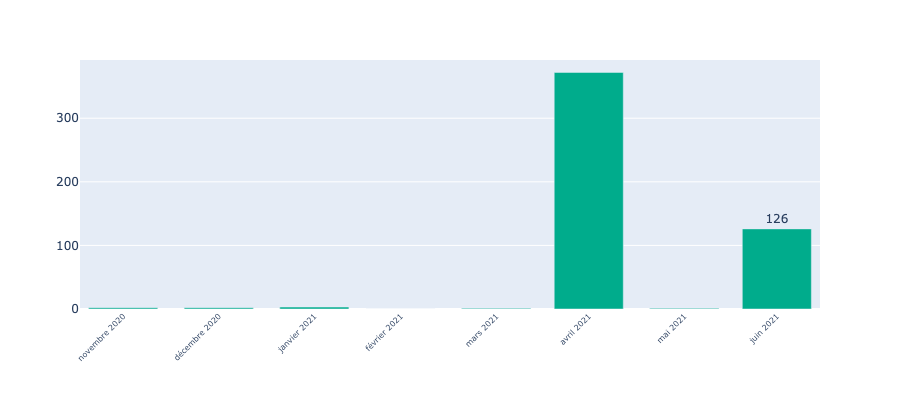 300
200
100
0
126
novembre 2020
décembre 2020
janvier 2021
février 2021
mars 2021
avril 2021
mai 2021
juin 2021